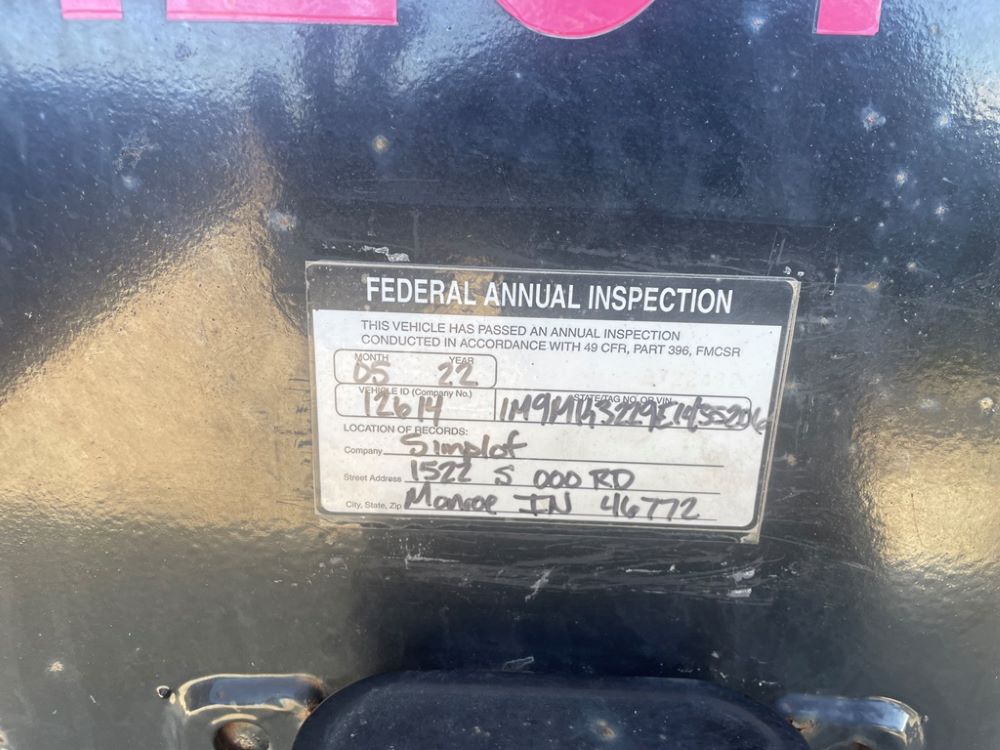 FEDERAL ANNUAL INSPECTION
THIS VEHICLE HAS PASSED AN ANNUAL INSPECTION
CONDUCTED IN ACCORDANCE WITH 49 CFR, PART 396, FMCSR
MONTH YEAR
05 22
VEHICLE ID (Company No.) STATE/TAG NO. OR VIN
12614
LOCATION OF RECORDS:
Company Simplot
Street Address 1522 S 000 RD
City, State, Zip Monroe IN 46772